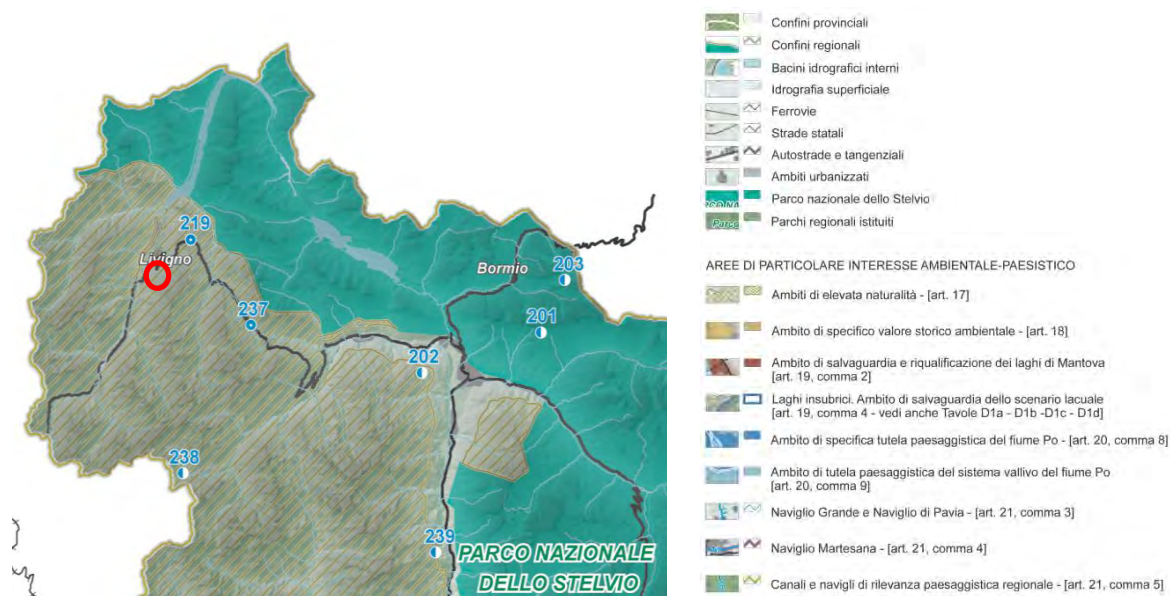 219
Livigno
237
Bormio
203
201
202
238
239
PARCO NAZIONALE
DELLO STELVIO
Confini provinciali
Confini regionali
Bacini idrografici interni
Idrografia superficiale
Ferrovie
Strade statali
Autostrade e tangenziali
Ambiti urbanizzati
Parco nazionale dello Stelvio
Parchi regionali istituiti
AREE DI PARTICOLARE INTERESSE AMBIENTALE-PAESISTICO
Ambiti di elevata naturalità - [art. 17]
Ambito di specifico valore storico ambientale - [art. 18]
Ambito di salvaguardia e riqualificazione dei laghi di Mantova
[art. 19, comma 2]
Laghi insubrici. Ambito di salvaguardia dello scenario lacuale
[art. 19, comma 4 - vedi anche Tavole D1a - D1b -D1c - D1d]
Ambito di specifica tutela paesaggistica del fiume Po - [art. 20, comma 8]
Ambito di tutela paesaggistica del sistema vallivo del fiume Po
[art. 20, comma 9]
Naviglio Grande e Naviglio di Pavia - [art. 21, comma 3]
Naviglio Martesana - [art. 21, comma 4]
Canali e navigli di rilevanza paesaggistica regionale - [art. 21, comma 5]